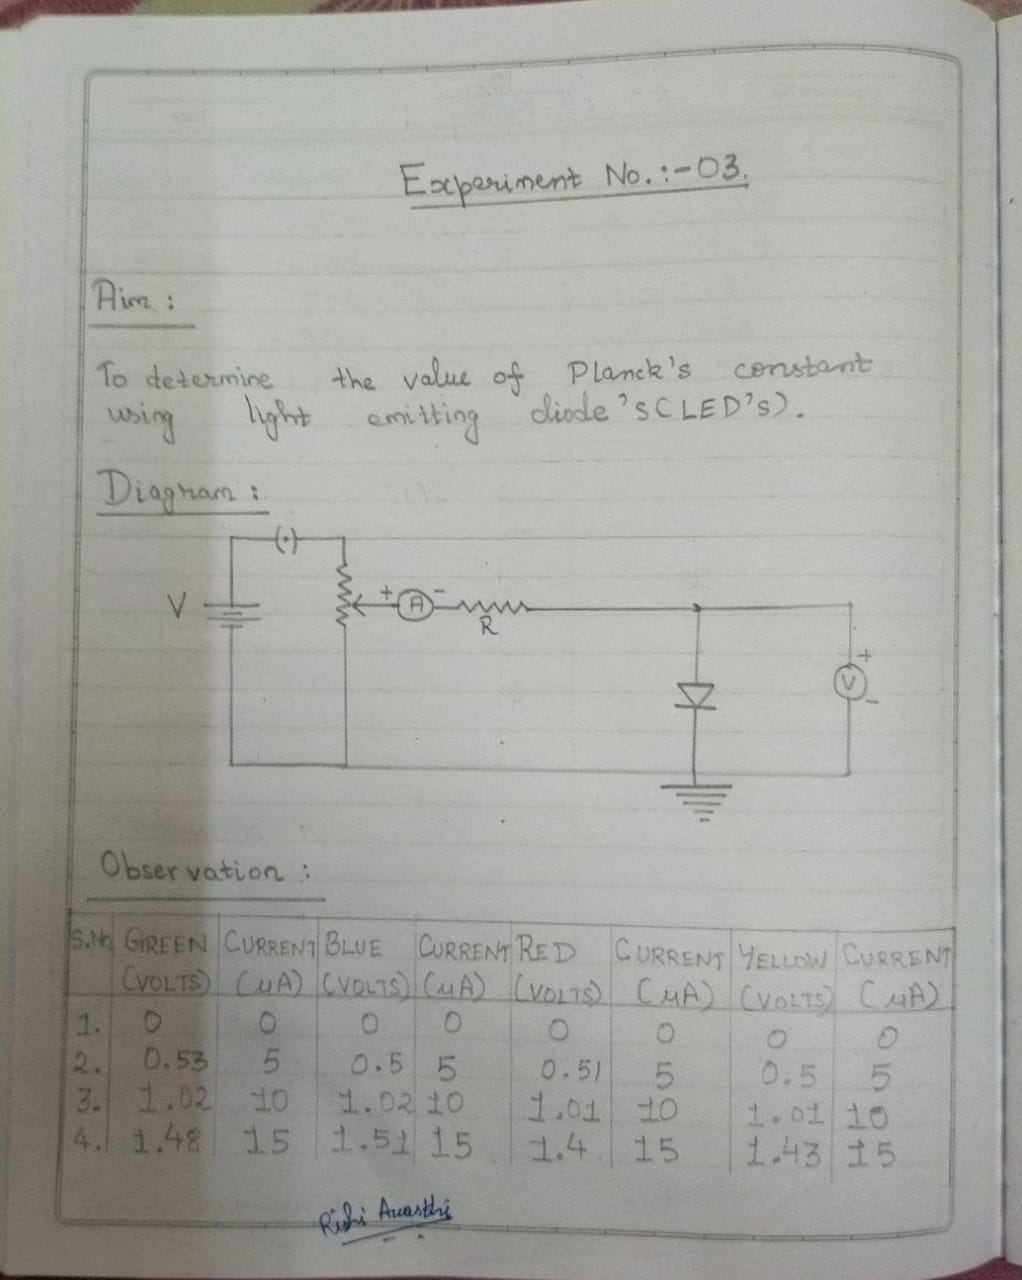 Experiment No.:-03.
Aim :
To determine the value of Planck's constant
using light emitting diode's (LED's).
Diagram :
V
+ A -
R
+
V
-
Observation :
S.No GREEN CURRENT BLUE CURRENT RED CURRENT YELLOW CURRENT
(VOLTS) (μA) (VOLTS) (μA) (VOLTS) (μA) (VOLTS) (μA)
1. 0 0 0 0 0 0 0 0
2. 0.53 5 0.5 5 0.51 5 0.5 5
3. 1.02 10 1.02 10 1.01 10 1.01 10
4. 1.48 15 1.51 15 1.4 15 1.43 15
Rishi Awasthi